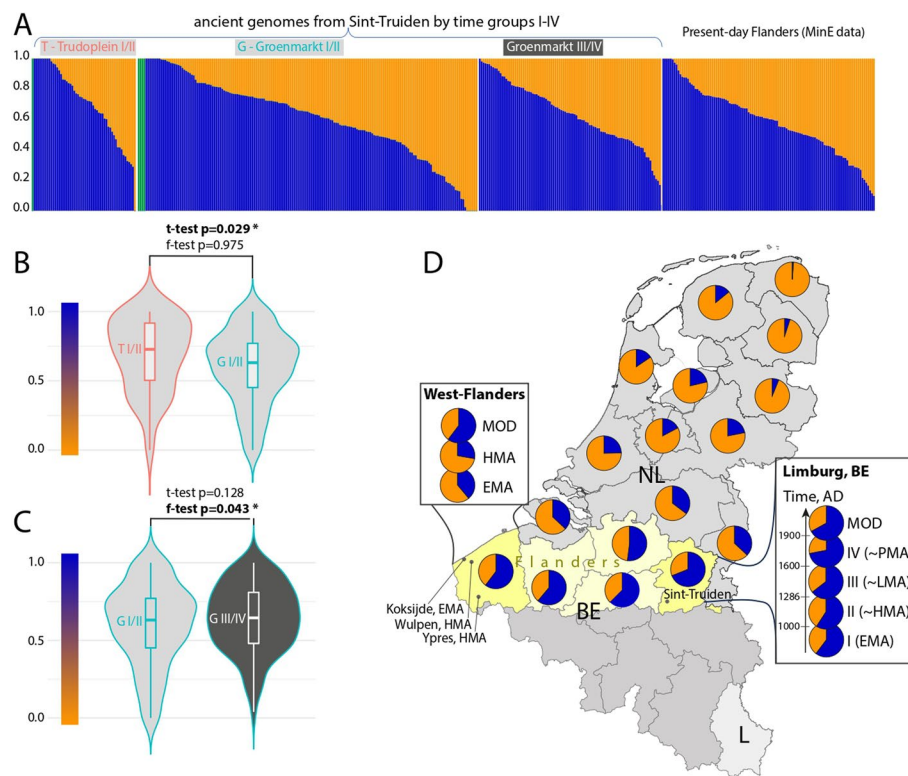 A
ancient genomes from Sint-Truiden by time groups I-IV
T - Trudoplein I/II
G - Groenmarkt I/II
Groenmarkt III/IV
Present-day Flanders (MinE data)
1.0
0.8
0.6
0.4
0.2
0.0
B
t-test p=0.029 *
f-test p=0.975
1.0
0.5
0.0
T I/II
G I/II
C
t-test p=0.128
f-test p=0.043 *
1.0
0.5
0.0
G I/II
G III/IV
D
West-Flanders
MOD
HMA
EMA
NL
Flanders
BE
Sint-Truiden
Koksijde, EMA
Wulpen, HMA
Ypres, HMA
L
Limburg, BE
Time, AD
MOD
1900
IV (~PMA)
1600
III (~LMA)
1286
II (~HMA)
1000
I (EMA)